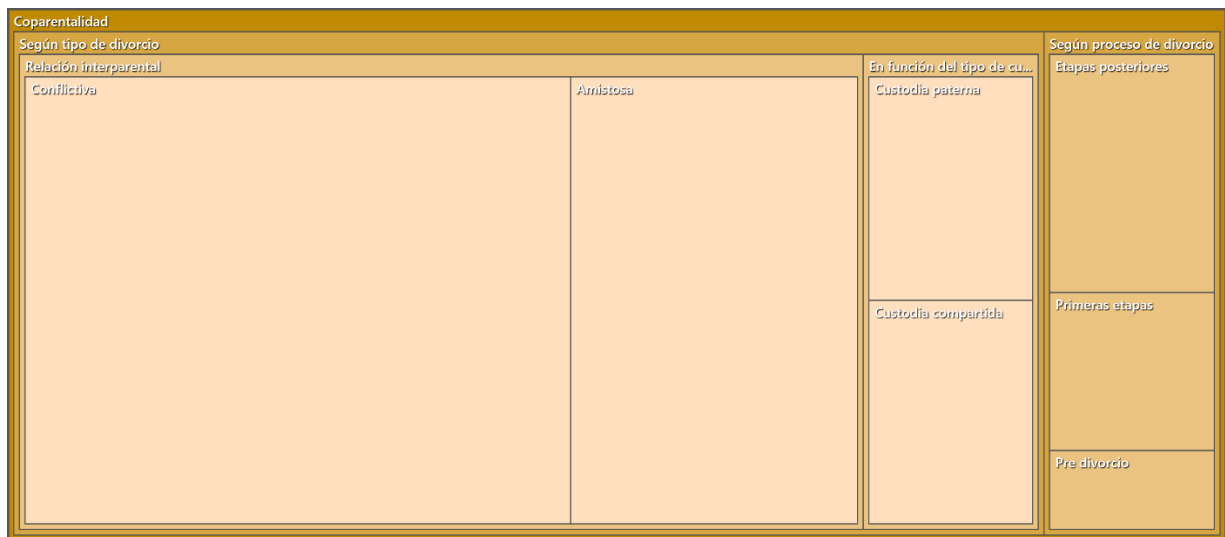 Coparentalidad
Según tipo de divorcio
Relación interparental
Conflictiva
Amistosa
En función del tipo de cu...
Custodia paterna
Custodia compartida
Según proceso de divorcio
Etapas posteriores
Primeras etapas
Pre divorcio